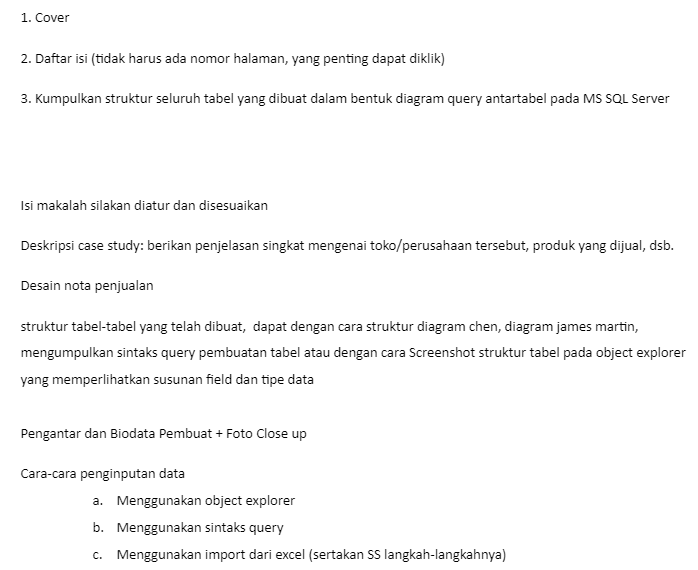 1. Cover
2. Daftar isi (tidak harus ada nomor halaman, yang penting dapat diklik)
3. Kumpulkan struktur seluruh tabel yang dibuat dalam bentuk diagram query antartabel pada MS SQL Server
Isi makalah silakan diatur dan disesuaikan
Deskripsi case study: berikan penjelasan singkat mengenai toko/perusahaan tersebut, produk yang dijual, dsb.
Desain nota penjualan
struktur tabel-tabel yang telah dibuat,  dapat dengan cara struktur diagram chen, diagram james martin,
mengumpulkan sintaks query pembuatan tabel atau dengan cara Screenshot struktur tabel pada object explorer
yang memperlihatkan susunan field dan tipe data
Pengantar dan Biodata Pembuat + Foto Close up
Cara-cara penginputan data
a. Menggunakan object explorer
b. Menggunakan sintaks query
c. Menggunakan import dari excel (sertakan SS langkah-langkahnya)